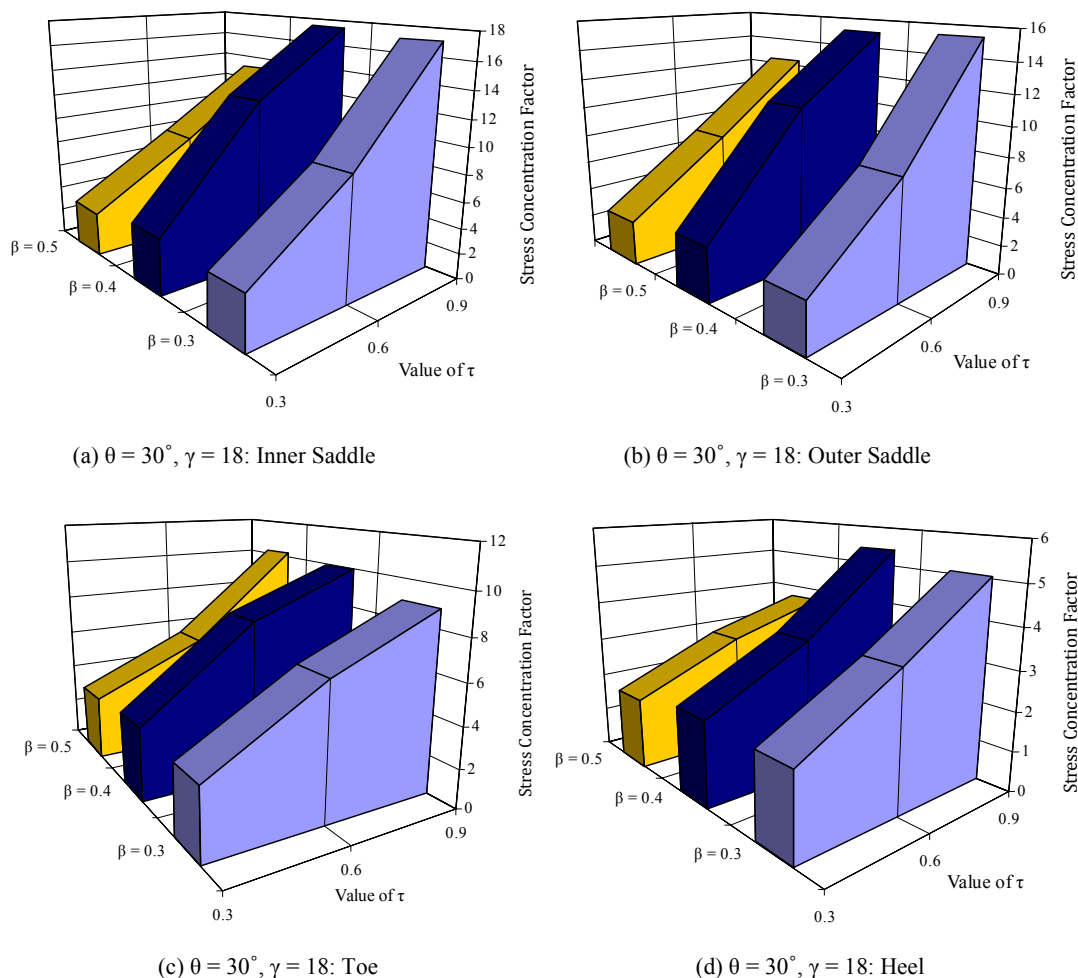 18
16
14
12
10
8
6
4
2
0
Stress Concentration Factor
β = 0.5
β = 0.4
β = 0.3
0.9
0.6
0.3
Value of τ
(a) θ = 30˚, γ = 18: Inner Saddle
16
14
12
10
8
6
4
2
0
Stress Concentration Factor
β = 0.5
β = 0.4
β = 0.3
0.9
0.6
0.3
Value of τ
(b) θ = 30˚, γ = 18: Outer Saddle
12
10
8
6
4
2
0
Stress Concentration Factor
β = 0.5
β = 0.4
β = 0.3
0.9
0.6
0.3
Value of τ
(c) θ = 30˚, γ = 18: Toe
6
5
4
3
2
1
0
Stress Concentration Factor
β = 0.5
β = 0.4
β = 0.3
0.9
0.6
0.3
Value of τ
(d) θ = 30˚, γ = 18: Heel